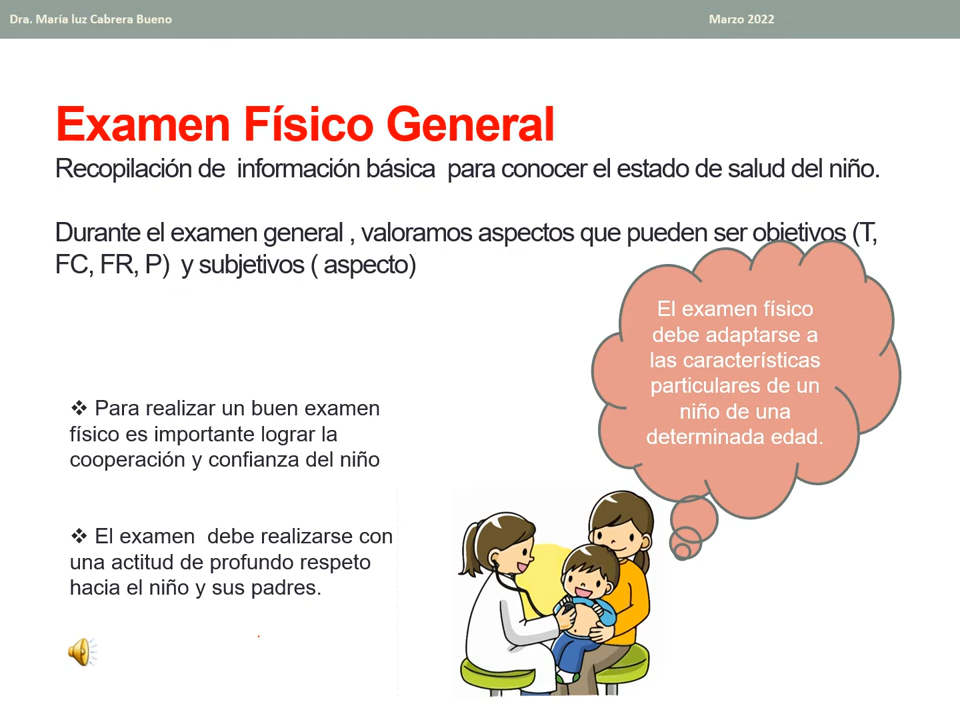 Dra. María luz Cabrera Bueno
Marzo 2022
Examen Físico General
Recopilación de información básica para conocer el estado de salud del niño.
Durante el examen general , valoramos aspectos que pueden ser objetivos (T,
FC, FR, P) y subjetivos ( aspecto)
El examen físico
debe adaptarse a
las características
particulares de un
niño de una
determinada edad.
❖ Para realizar un buen examen
físico es importante lograr la
cooperación y confianza del niño
❖ El examen debe realizarse con
una actitud de profundo respeto
hacia el niño y sus padres.